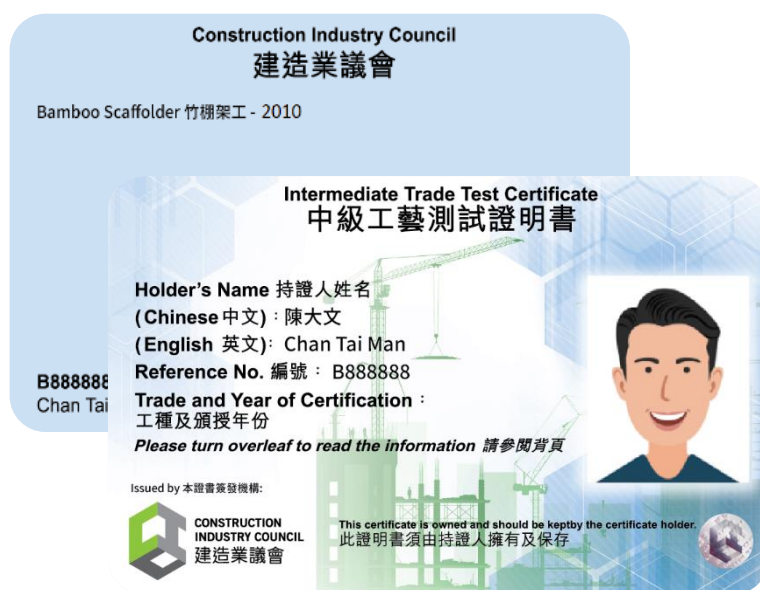 Construction Industry Council
建造業議會
Bamboo Scaffolder 竹棚架工 - 2010
B888888
Chan Tai
Intermediate Trade Test Certificate
中級工藝測試證明書
Holder's Name 持證人姓名
(Chinese 中文)：陳大文
(English 英文)：Chan Tai Man
Reference No. 編號： B888888
Trade and Year of Certification：
工種及頒授年份
Please turn overleaf to read the information 請參閱背頁
Issued by 本證書簽發機構:
CONSTRUCTION
INDUSTRY COUNCIL
建造業議會
This certificate is owned and should be keptby the certificate holder.
此證明書須由持證人擁有及保存